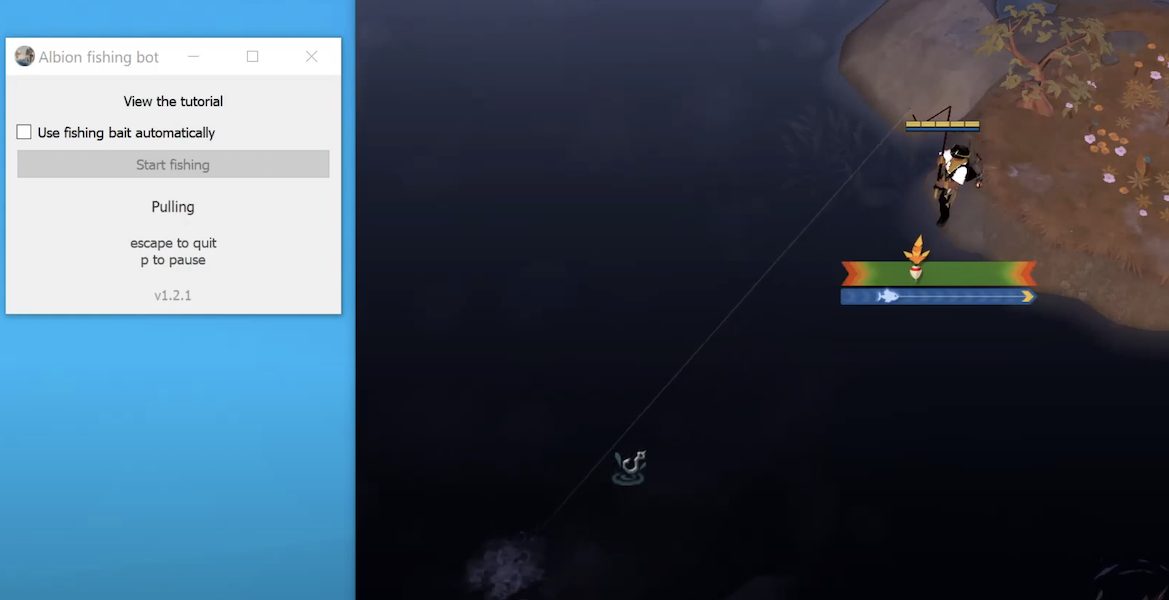 Albion fishing bot
View the tutorial
Use fishing bait automatically
Start fishing
Pulling
escape to quit
p to pause
v1.2.1